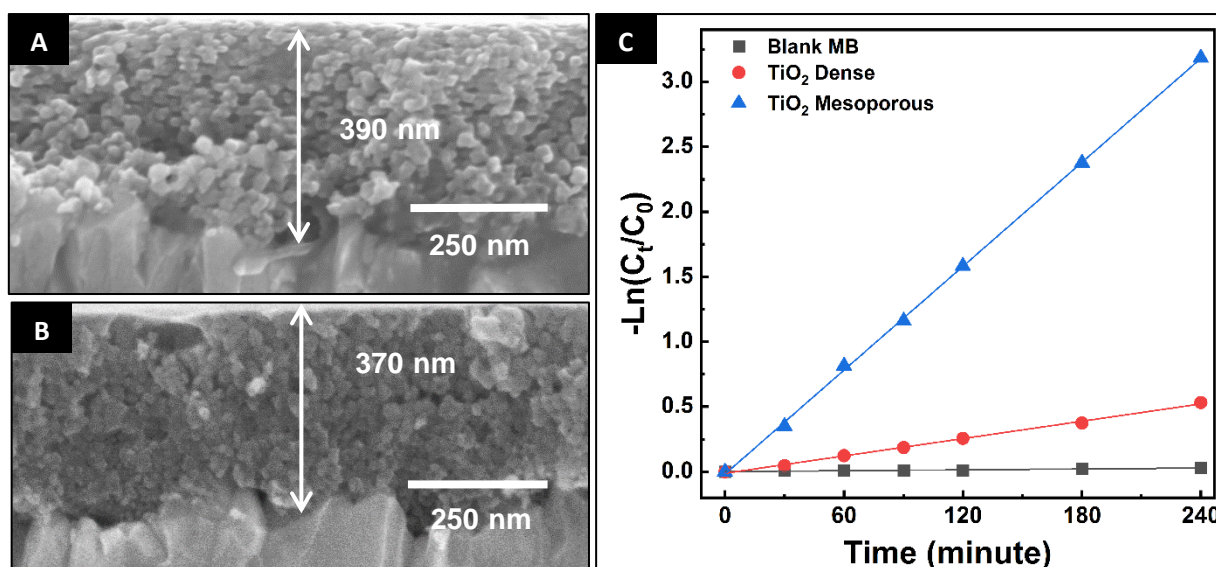 A
390 nm
250 nm
B
370 nm
250 nm
C
Blank MB
TiO₂ Dense
TiO₂ Mesoporous
-Ln(Cₜ/C₀)
3.0
2.5
2.0
1.5
1.0
0.5
0.0
0 60 120 180 240
Time (minute)